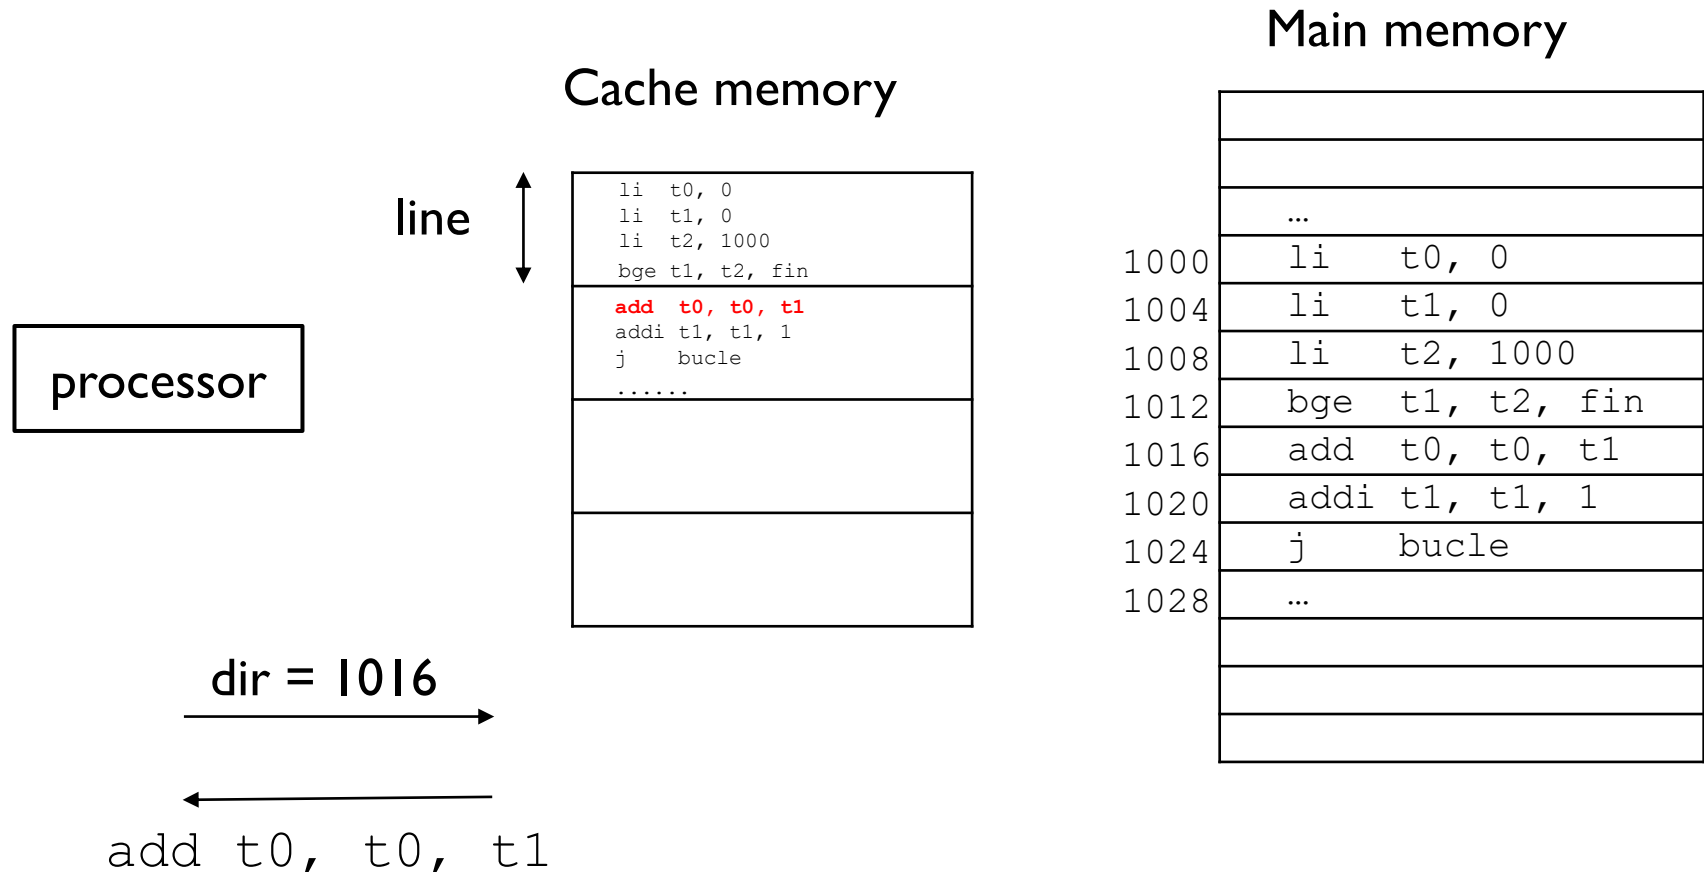 Main memory
Cache memory
line
li t0, 0
li t1, 0
li t2, 1000
bge t1, t2, fin
add t0, t0, t1
addi t1, t1, 1
j bucle
......
processor
…
1000 li t0, 0
1004 li t1, 0
1008 li t2, 1000
1012 bge t1, t2, fin
1016 add t0, t0, t1
1020 addi t1, t1, 1
1024 j bucle
1028 …
dir = 1016
add t0, t0, t1